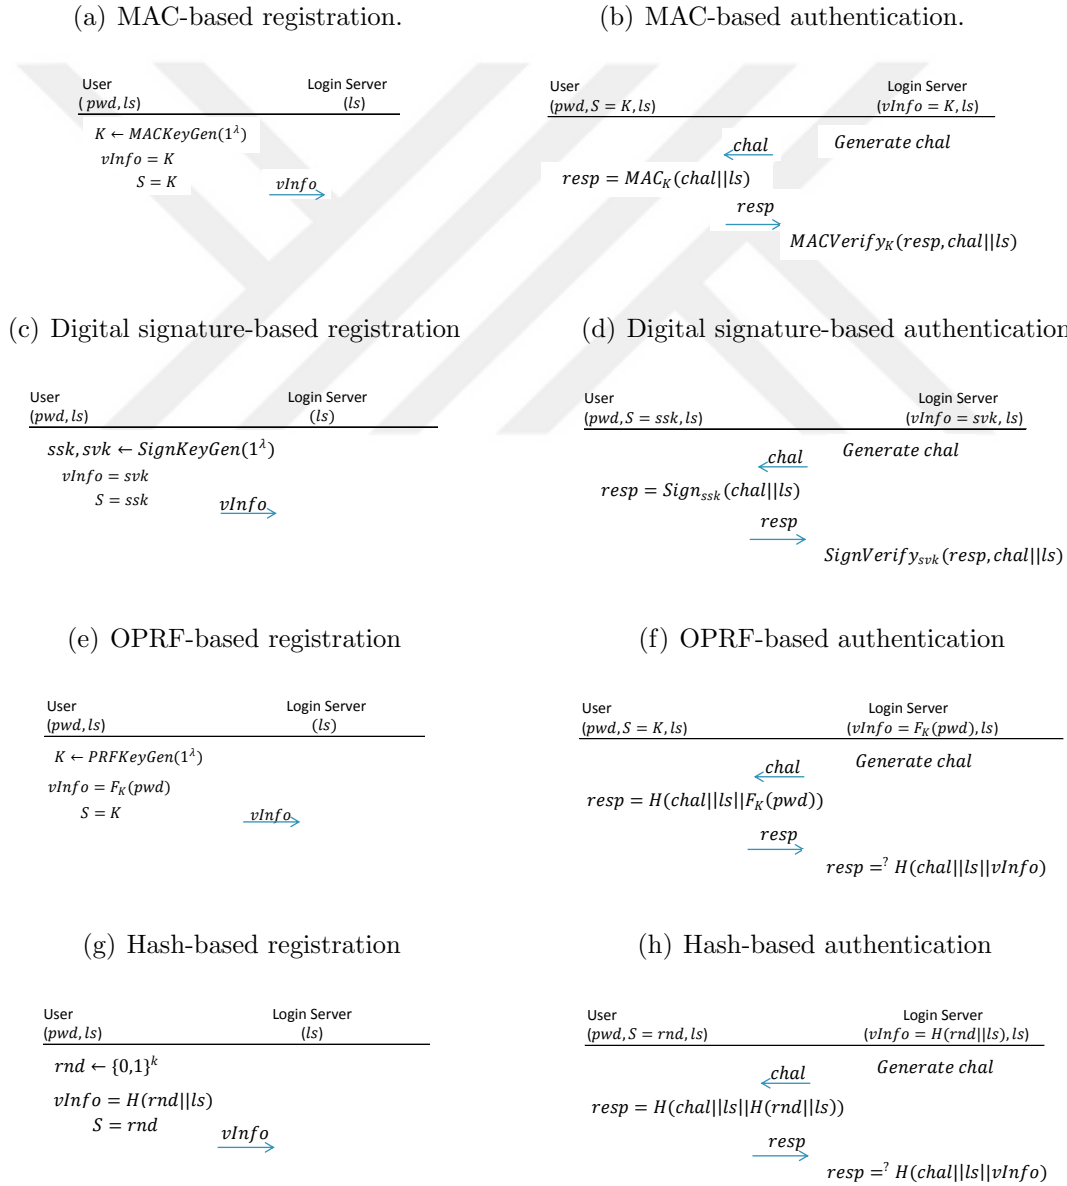 (a) MAC-based registration.
User
( pwd, ls)
Login Server
(ls)
K ← MACKeyGen(1^λ)
vInfo = K
S = K
vInfo
(b) MAC-based authentication.
User
(pwd, S = K, ls)
Login Server
(vInfo = K, ls)
Generate chal
chal
resp = MAC_K(chal||ls)
resp
MACVerify_K(resp, chal||ls)
(c) Digital signature-based registration
User
(pwd, ls)
Login Server
(ls)
ssk, svk ← SignKeyGen(1^λ)
vInfo = svk
S = ssk
vInfo
(d) Digital signature-based authentication
User
(pwd, S = ssk, ls)
Login Server
(vInfo = svk, ls)
Generate chal
chal
resp = Sign_ssk(chal||ls)
resp
SignVerify_svk(resp, chal||ls)
(e) OPRF-based registration
User
(pwd, ls)
Login Server
(ls)
K ← PRFKeyGen(1^λ)
vInfo = F_K(pwd)
S = K
vInfo
(f) OPRF-based authentication
User
(pwd, S = K, ls)
Login Server
(vInfo = F_K(pwd), ls)
Generate chal
chal
resp = H(chal||ls||F_K(pwd))
resp
resp =? H(chal||ls||vInfo)
(g) Hash-based registration
User
(pwd, ls)
Login Server
(ls)
rnd ← {0,1}^k
vInfo = H(rnd||ls)
S = rnd
vInfo
(h) Hash-based authentication
User
(pwd, S = rnd, ls)
Login Server
(vInfo = H(rnd||ls), ls)
Generate chal
chal
resp = H(chal||ls||H(rnd||ls))
resp
resp =? H(chal||ls||vInfo)